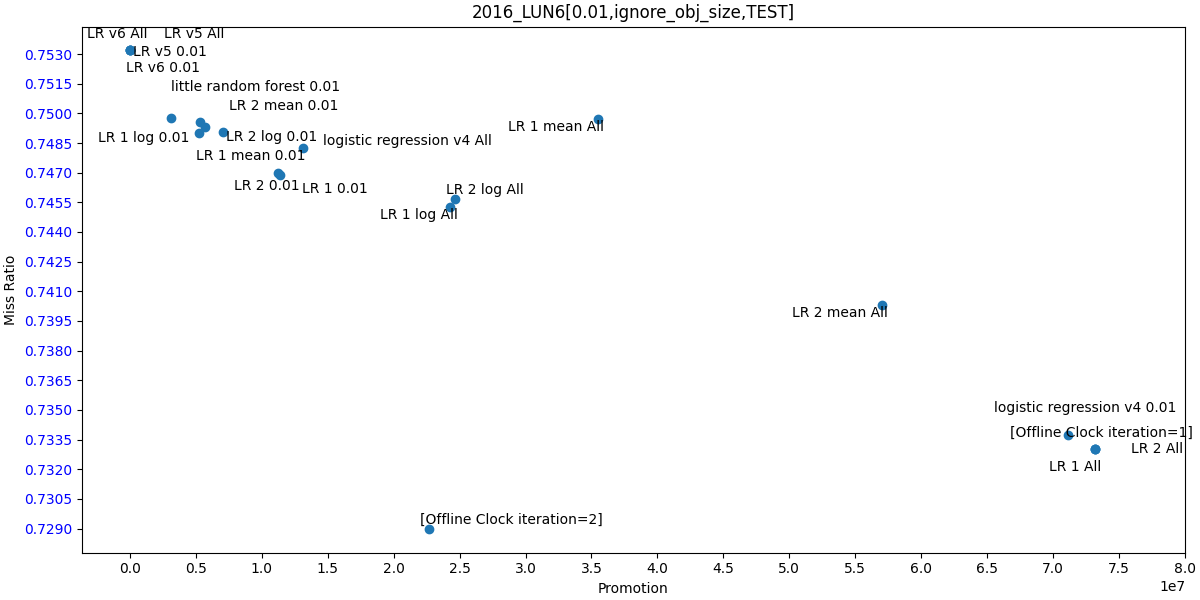 2016_LUN6[0.01,ignore_obj_size,TEST]
LR v6 All
LR v5 All
LR v5 0.01
LR v6 0.01
little random forest 0.01
LR 2 mean 0.01
LR 1 mean All
LR 1 log 0.01
LR 2 log 0.01
logistic regression v4 All
LR 1 mean 0.01
LR 2 0.01
LR 1 0.01
LR 2 log All
LR 1 log All
LR 2 mean All
logistic regression v4 0.01
[Offline Clock iteration=1]
LR 2 All
LR 1 All
[Offline Clock iteration=2]
Miss Ratio
0.7530
0.7515
0.7500
0.7485
0.7470
0.7455
0.7440
0.7425
0.7410
0.7395
0.7380
0.7365
0.7350
0.7335
0.7320
0.7305
0.7290
0.0 0.5 1.0 1.5 2.0 2.5 3.0 3.5 4.0 4.5 5.0 5.5 6.0 6.5 7.0 7.5 8.0
1e7
Promotion